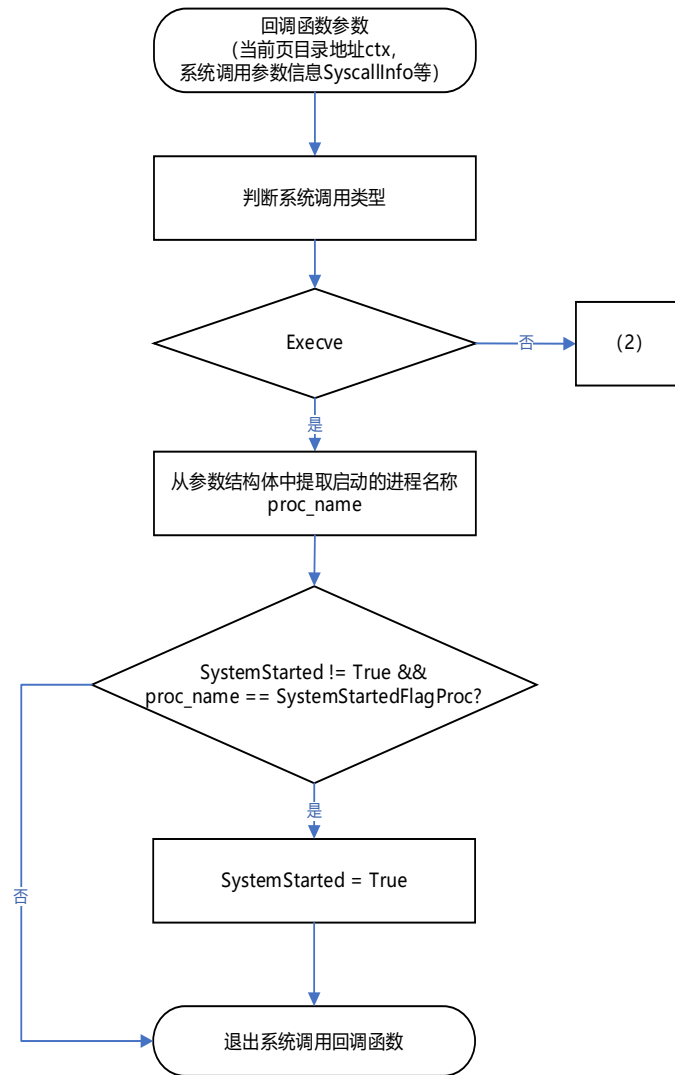 回调函数参数
（当前页目录地址ctx,
系统调用参数信息SyscallInfo等）
判断系统调用类型
Execve
否
（2）
是
从参数结构体中提取启动的进程名称
proc_name
SystemStarted != True &&
proc_name == SystemStartedFlagProc?
是
SystemStarted = True
否
退出系统调用回调函数